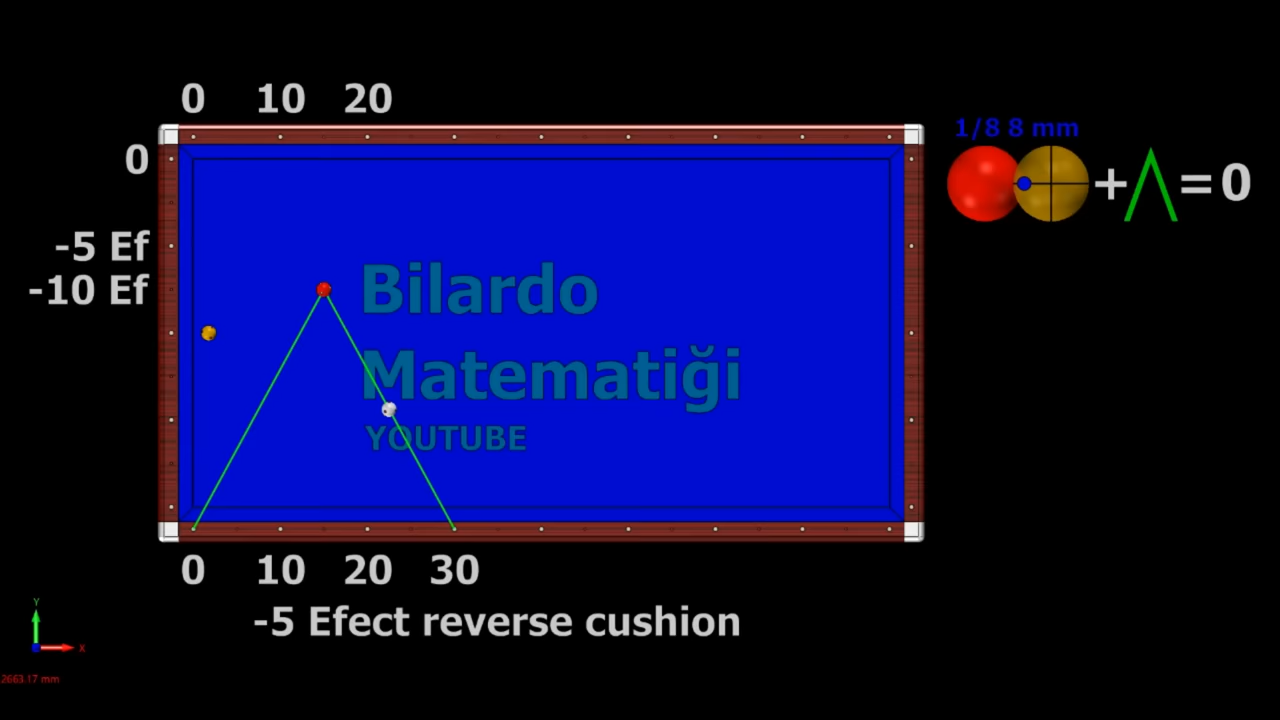 0 10 20
0
-5 Ef
-10 Ef
1/8 8 mm
+ =0
Bilardo
Matematiği
YOUTUBE
0 10 20 30
-5 Efect reverse cushion
Y
X
2663.17 mm